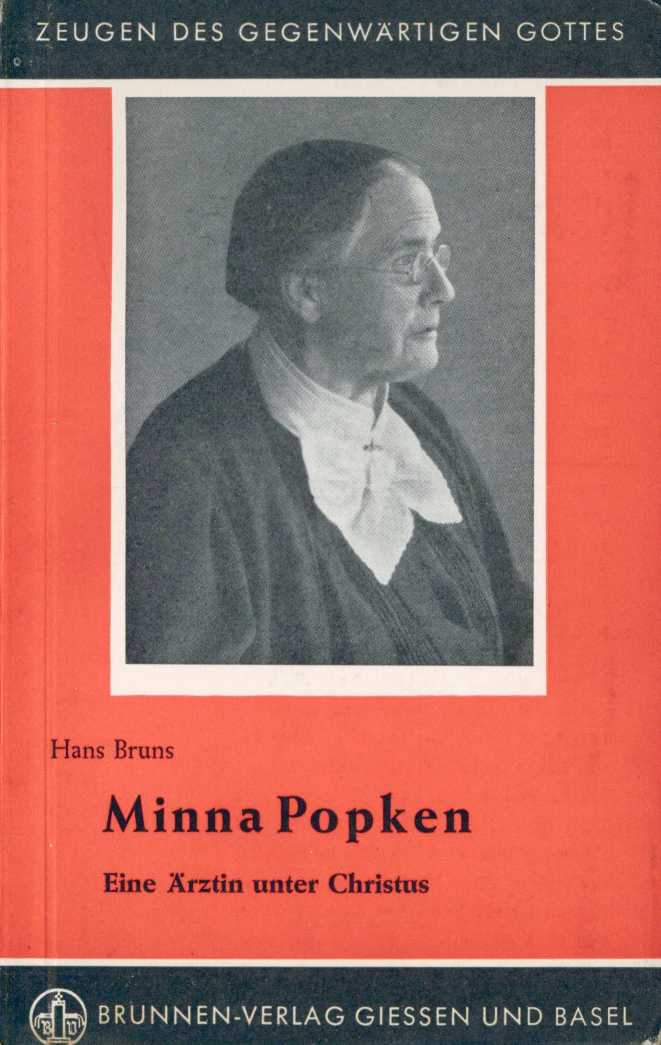 ZEUGEN DES GEGENWÄRTIGEN GOTTES
Hans Bruns
Minna Popken
Eine Ärztin unter Christus
BRUNNEN-VERLAG GIESSEN UND BASEL